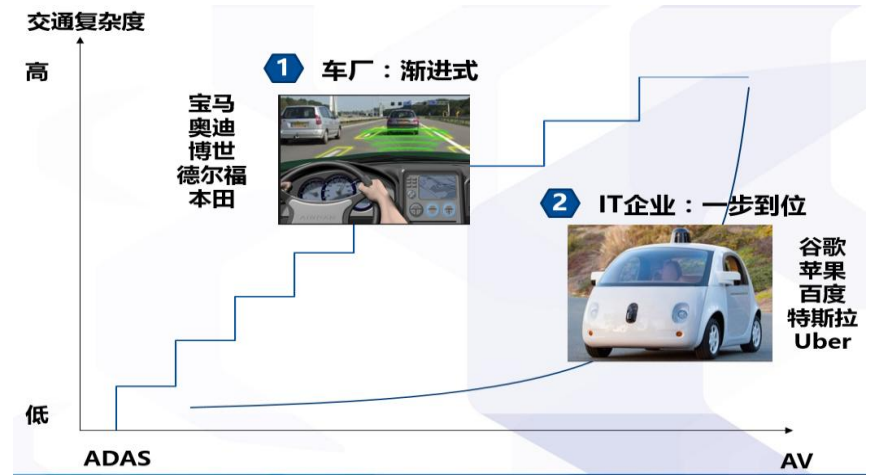 交通复杂度
高
1 车厂：渐进式
宝马
奥迪
博世
德尔福
本田
2 IT企业：一步到位
谷歌
苹果
百度
特斯拉
Uber
低
ADAS
AV